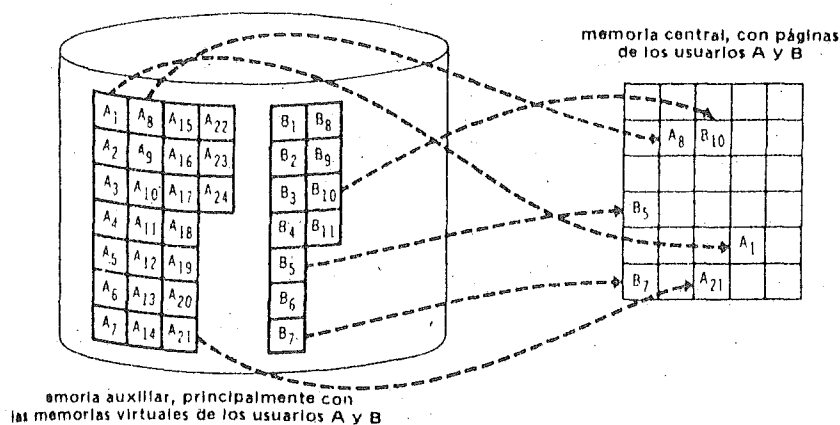 memoria central, con páginas
de los usuarios A y B
A1 A8 A15 A22
A2 A9 A16 A23
A3 A10 A17 A24
A4 A11 A18
A5 A12 A19
A6 A13 A20
A7 A14 A21
B1 B8
B2 B9
B3 B10
B4 B11
B5
B6
B7
A8 B10
B5
A1
B7 A21
emoria auxiliar, principalmente con
las memorias virtuales de los usuarios A y B